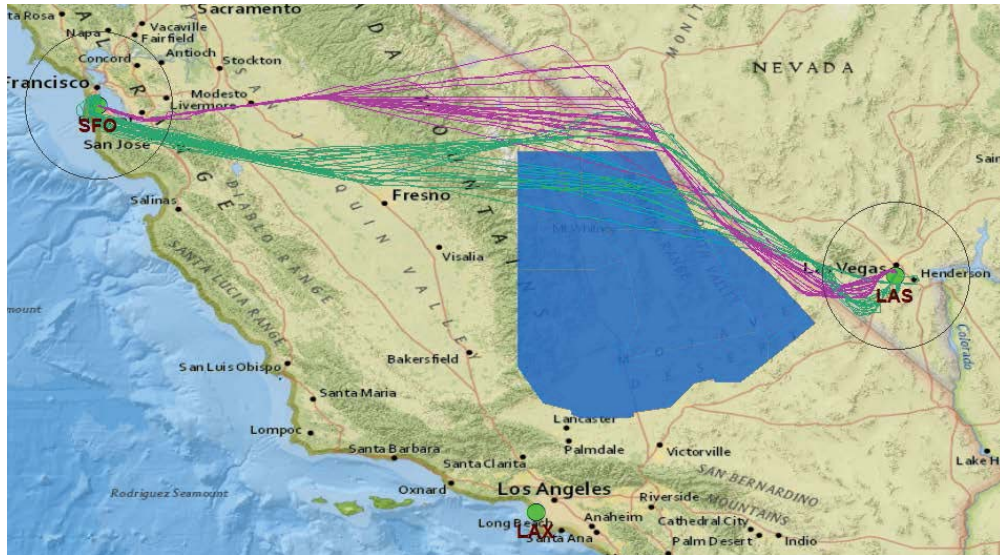 Santa Rosa
Sacramento
Napa
Vacaville
Fairfield
Concord
Antioch
Stockton
Francisco
Modesto
Livermore
SFO
San Jose
NEVADA
Salinas
DIABLO RANGE
Fresno
Visalia
SANTA LUCIA RANGE
Las Vegas
Henderson
LAS
Colorado
Bakersfield
San Luis Obispo
Santa Maria
Lompoc
Santa Barbara
Lancaster
Palmdale
Victorville
Santa Clarita
Oxnard
Los Angeles
SAN BERNARDINO
MOUNTAINS
Rodriguez Seamount
Riverside
Long Beach
LAX
Anaheim
Santa Ana
Cathedral City
Palm Desert
Indio
Lake H
mount